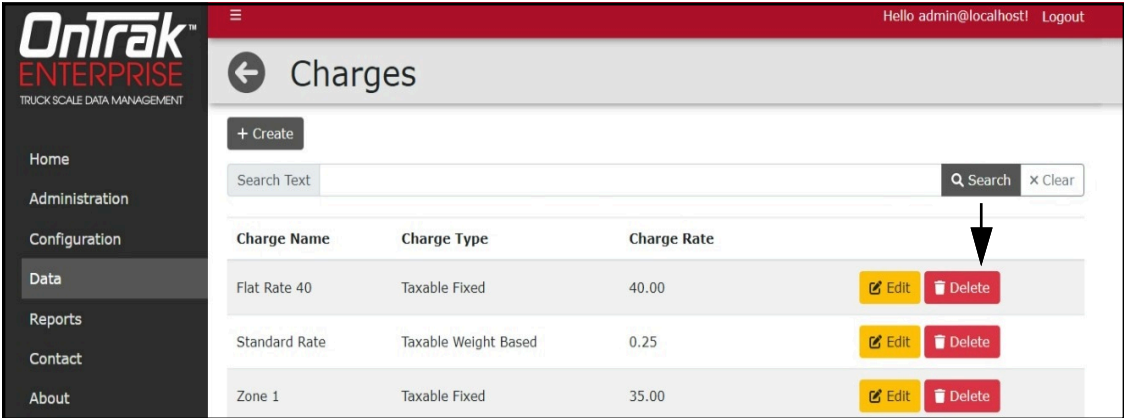 OnTrak™
ENTERPRISE
TRUCK SCALE DATA MANAGEMENT
Home
Administration
Configuration
Data
Reports
Contact
About
Hello admin@localhost! Logout
Charges
+ Create
Search Text Search × Clear
Charge Name Charge Type Charge Rate
Flat Rate 40 Taxable Fixed 40.00 Edit Delete
Standard Rate Taxable Weight Based 0.25 Edit Delete
Zone 1 Taxable Fixed 35.00 Edit Delete